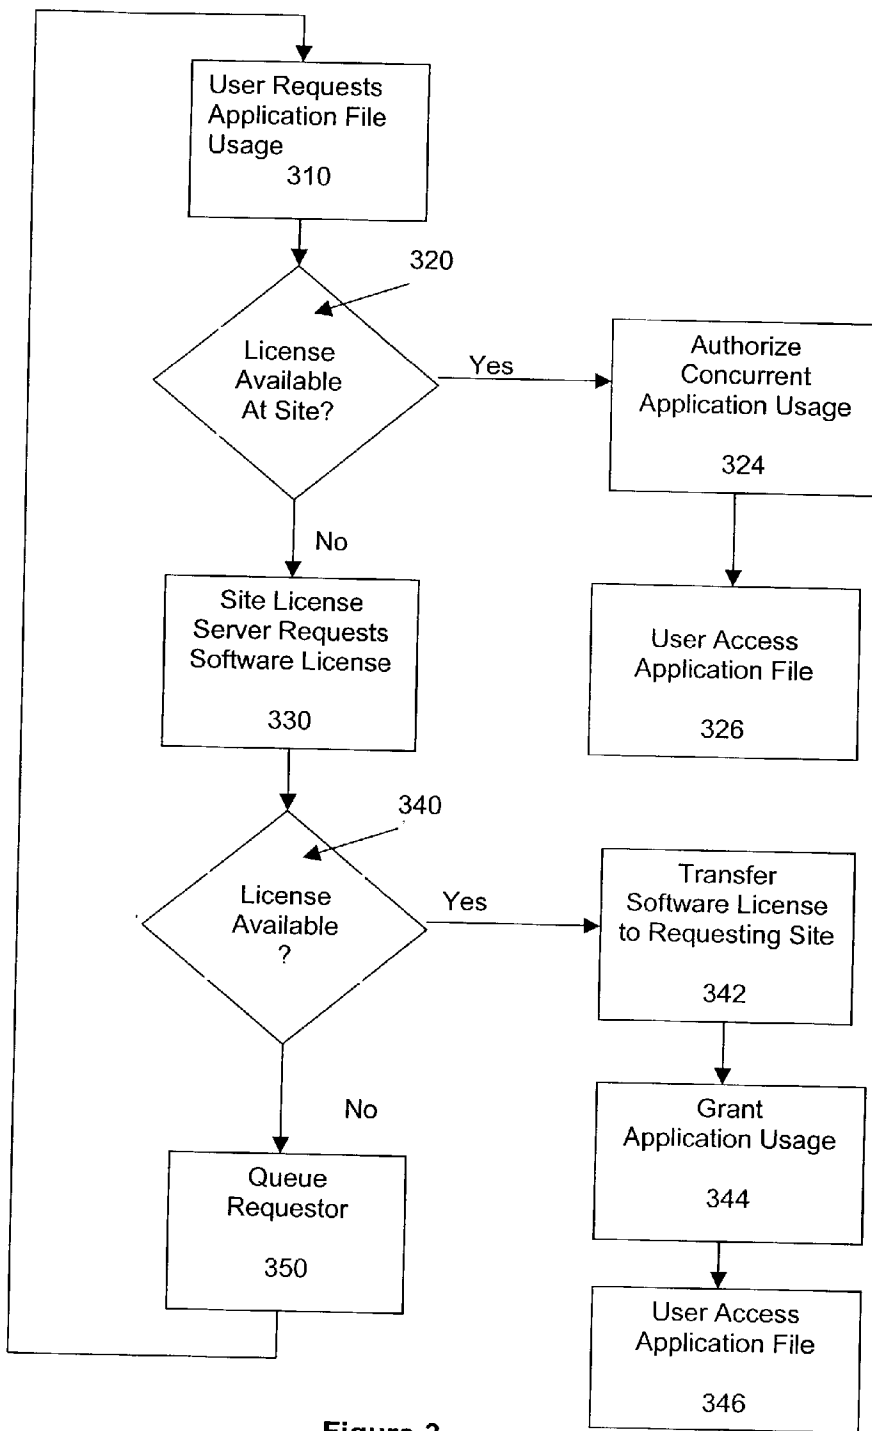 User Requests
Application File
Usage
310
320
License
Available
At Site?
Yes
Authorize
Concurrent
Application Usage
324
No
Site License
Server Requests
Software License
330
User Access
Application File
326
340
License
Available
?
Yes
Transfer
Software License
to Requesting Site
342
No
Grant
Application Usage
344
Queue
Requestor
350
User Access
Application File
346
Figure